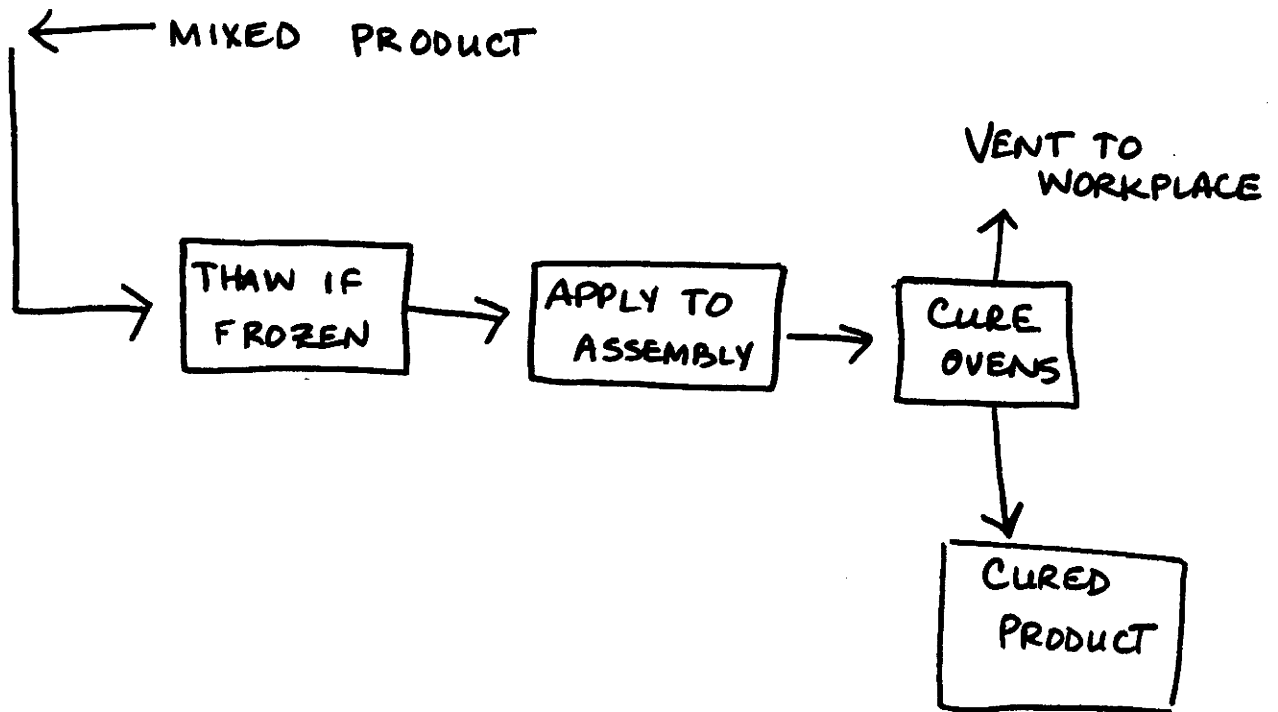 MIXED PRODUCT
VENT TO
WORKPLACE
THAW IF
FROZEN
APPLY TO
ASSEMBLY
CURE
OVENS
CURED
PRODUCT